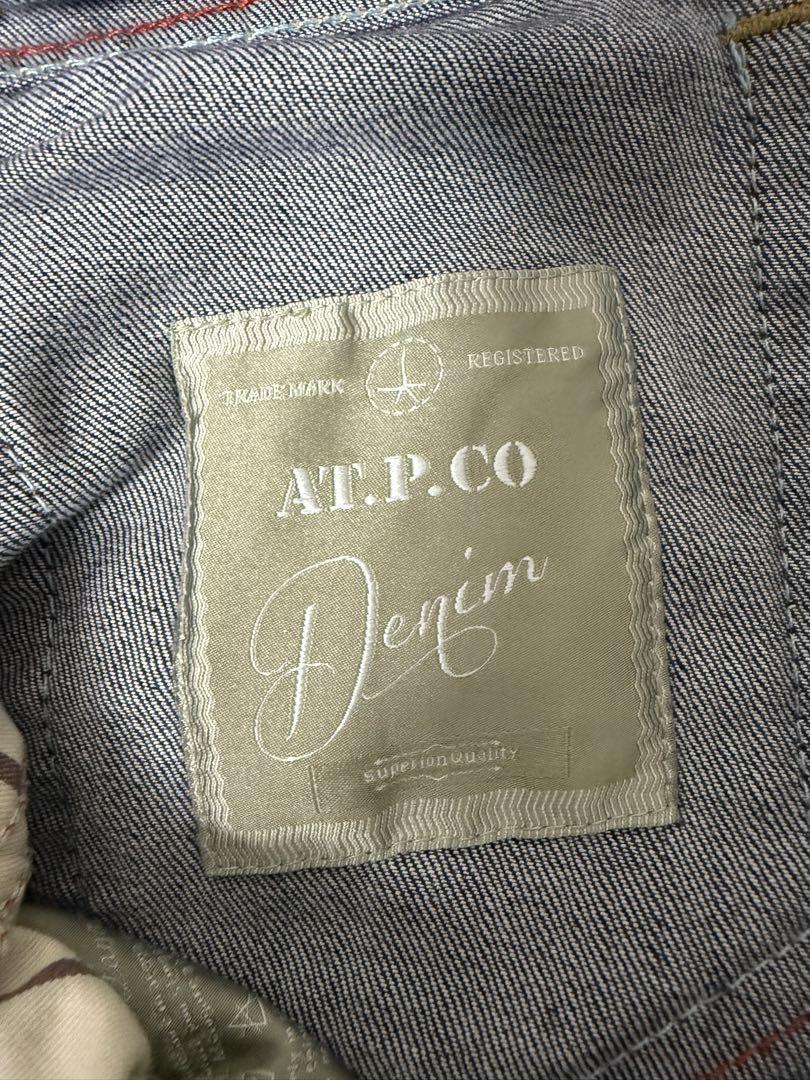 TRADE MARK REGISTERED
AT.P.CO
Denim
Superior Quality